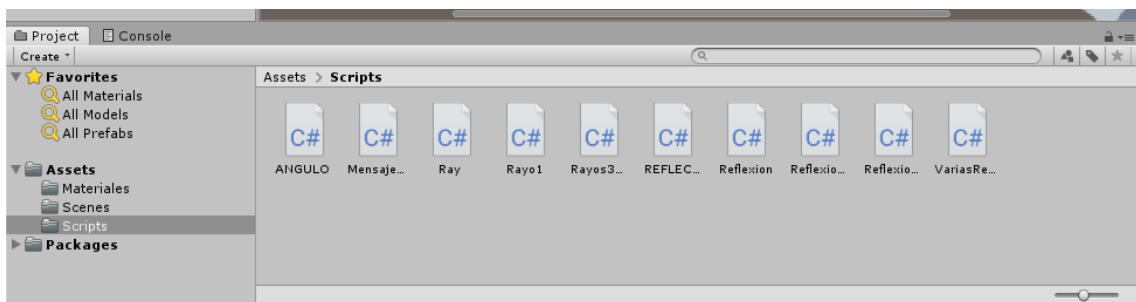 Project Console
Create
Favorites
All Materials
All Models
All Prefabs
Assets
Materiales
Scenes
Scripts
Packages
Assets > Scripts
C# C# C# C# C# C# C# C# C# C#
ANGULO Mensaje... Ray Rayo1 Rayos3... REFLEC... Reflexion Reflexio... Reflexio... VariasRe...